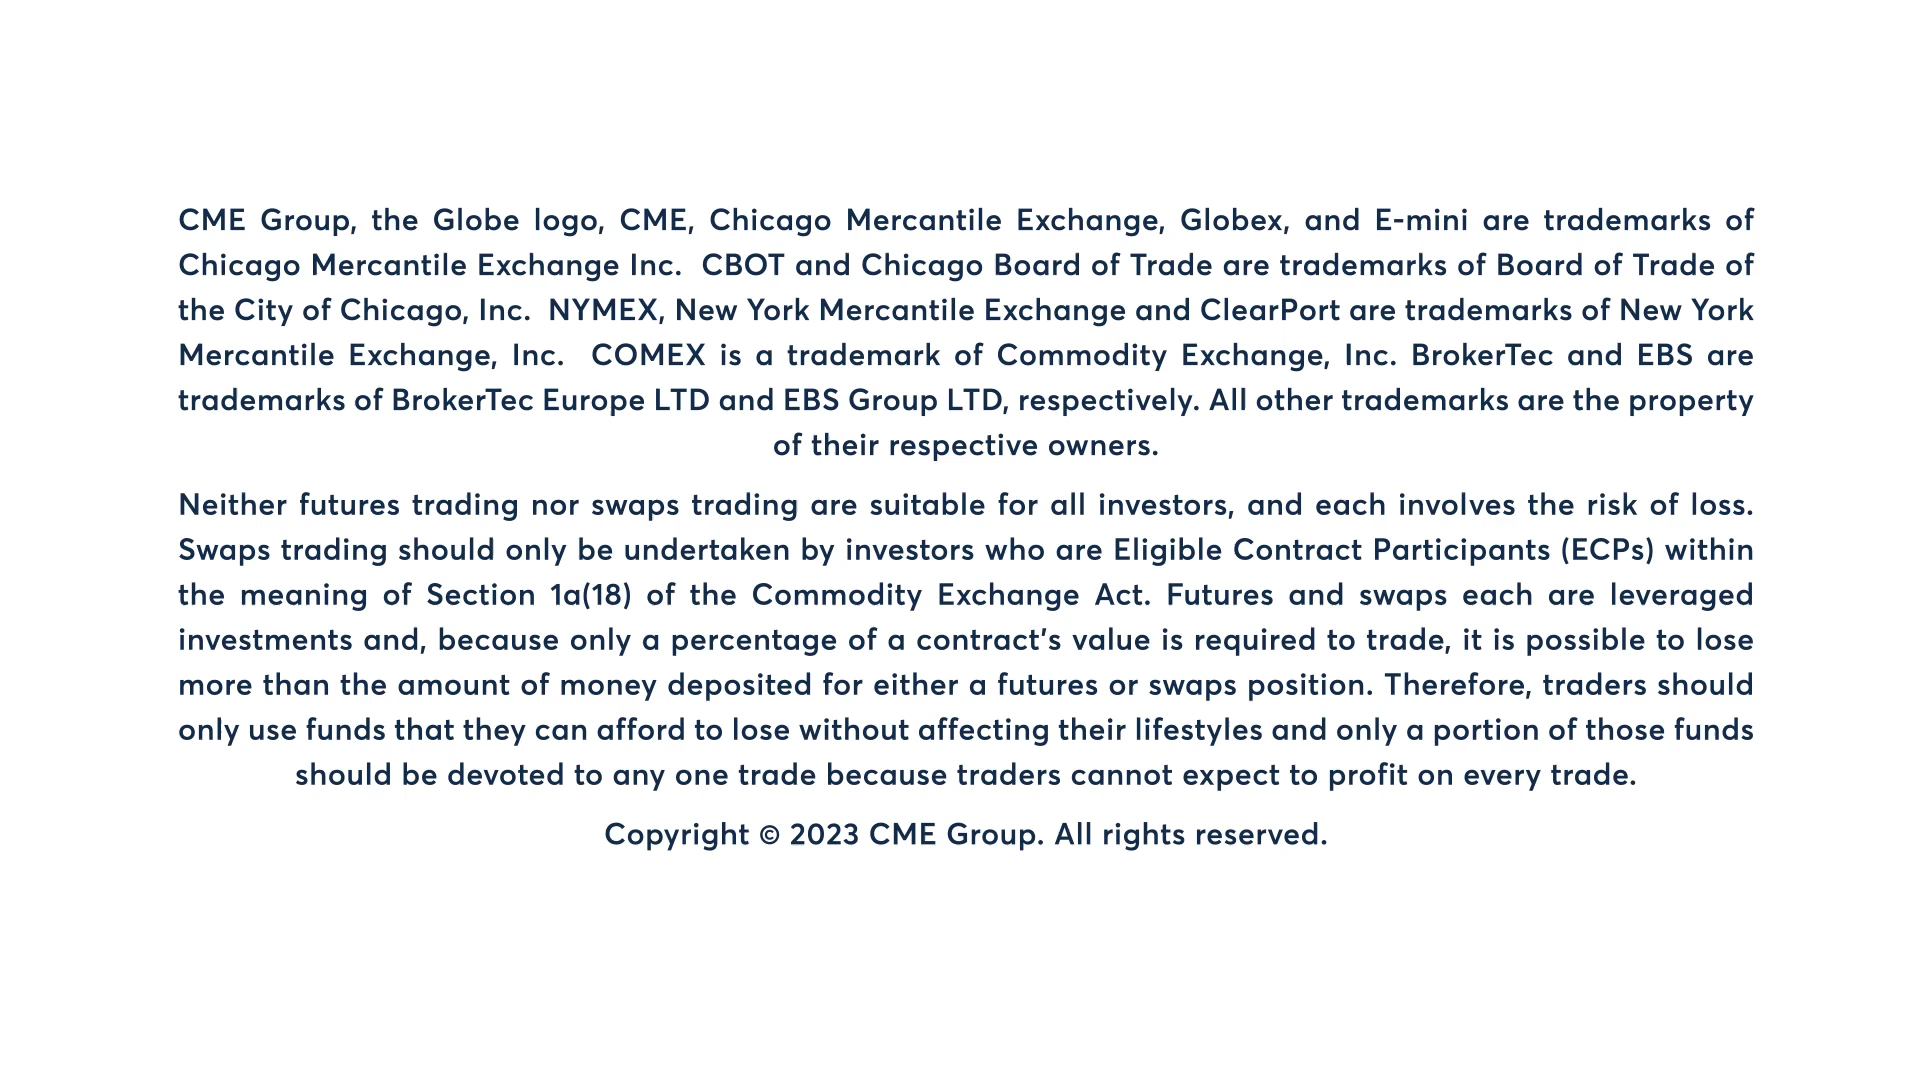 CME Group, the Globe logo, CME, Chicago Mercantile Exchange, Globex, and E-mini are trademarks of
Chicago Mercantile Exchange Inc.  CBOT and Chicago Board of Trade are trademarks of Board of Trade of
the City of Chicago, Inc.  NYMEX, New York Mercantile Exchange and ClearPort are trademarks of New York
Mercantile Exchange, Inc.  COMEX is a trademark of Commodity Exchange, Inc. BrokerTec and EBS are
trademarks of BrokerTec Europe LTD and EBS Group LTD, respectively. All other trademarks are the property
of their respective owners.
Neither futures trading nor swaps trading are suitable for all investors, and each involves the risk of loss.
Swaps trading should only be undertaken by investors who are Eligible Contract Participants (ECPs) within
the meaning of Section 1a(18) of the Commodity Exchange Act. Futures and swaps each are leveraged
investments and, because only a percentage of a contract’s value is required to trade, it is possible to lose
more than the amount of money deposited for either a futures or swaps position. Therefore, traders should
only use funds that they can afford to lose without affecting their lifestyles and only a portion of those funds
should be devoted to any one trade because traders cannot expect to profit on every trade.
Copyright © 2023 CME Group. All rights reserved.